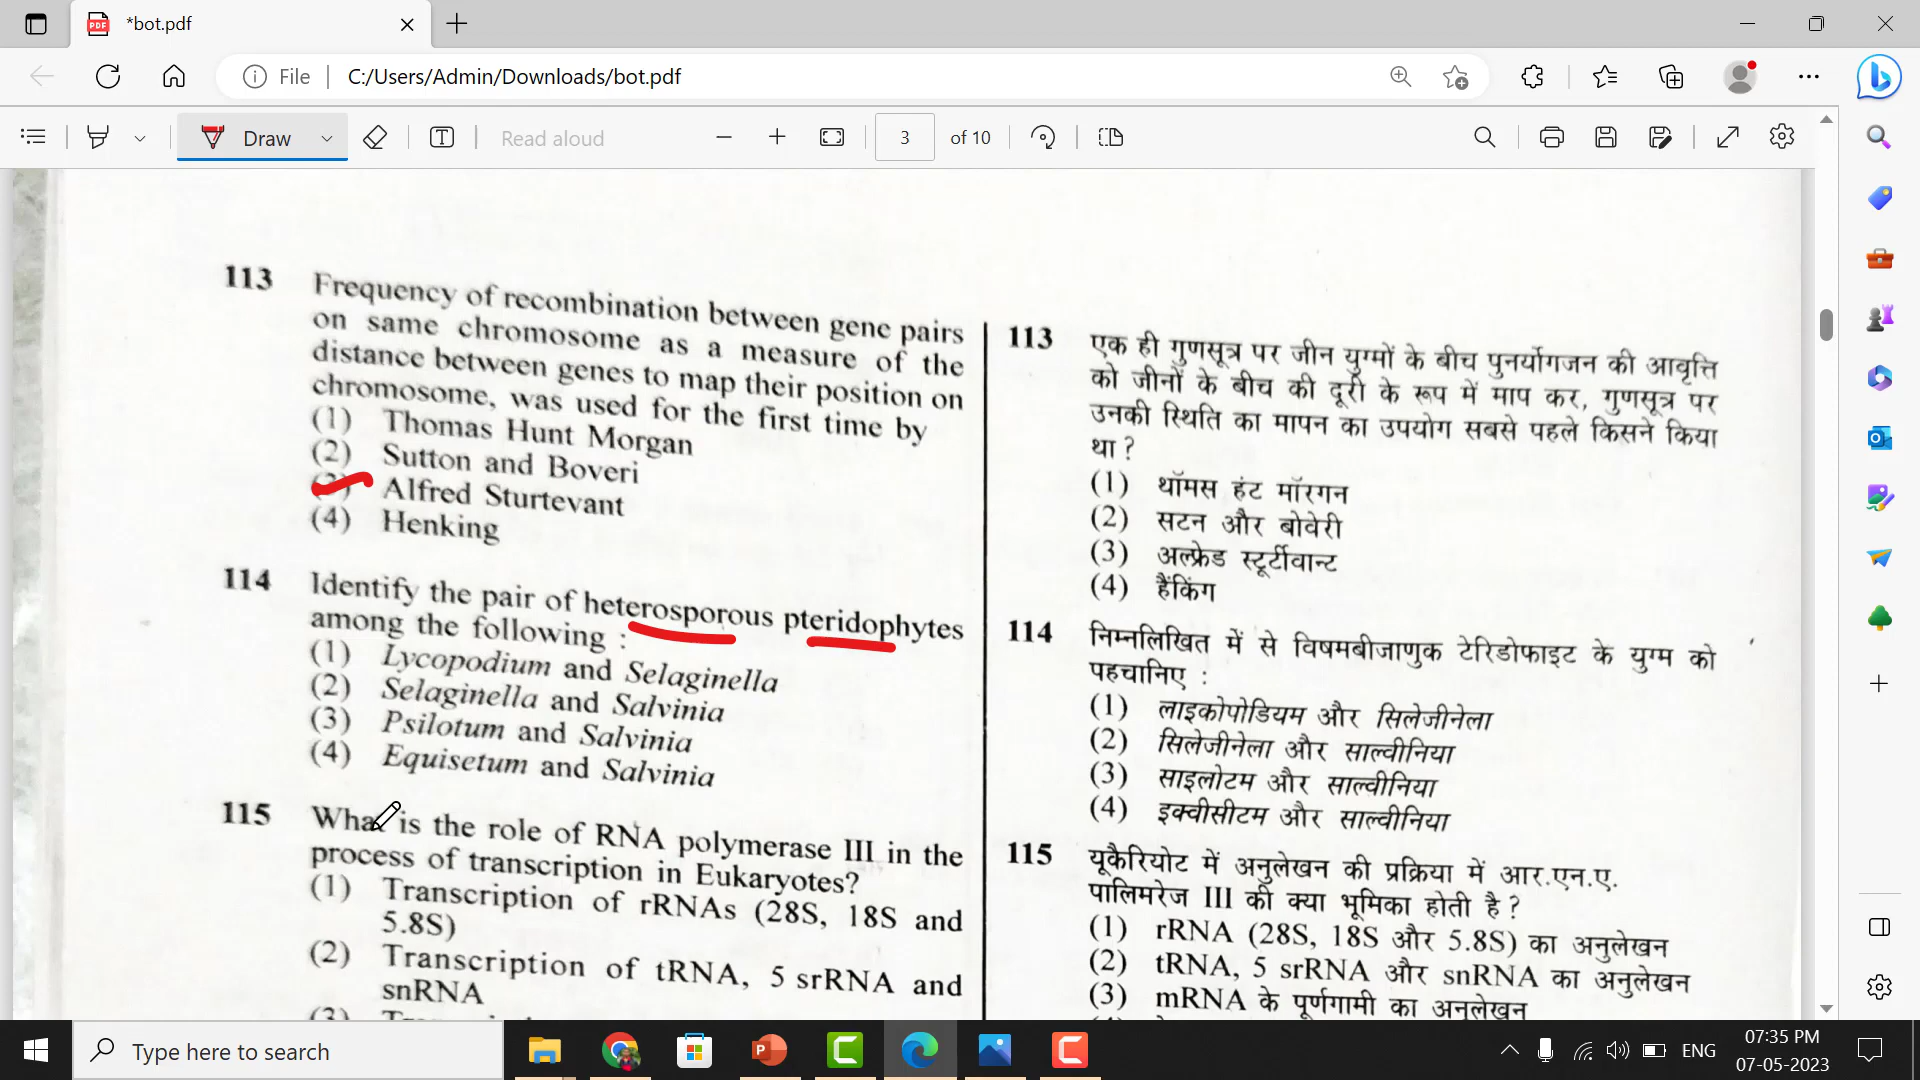 *bot.pdf
File
C:/Users/Admin/Downloads/bot.pdf
Draw
Read aloud
3
of 10
113 Frequency of recombination between gene pairs
on same chromosome as a measure of the
distance between genes to map their position on
chromosome, was used for the first time by
(1) Thomas Hunt Morgan
(2) Sutton and Boveri
(3) Alfred Sturtevant
(4) Henking
114 Identify the pair of heterosporous pteridophytes
among the following :
(1) Lycopodium and Selaginella
(2) Selaginella and Salvinia
(3) Psilotum and Salvinia
(4) Equisetum and Salvinia
115 What is the role of RNA polymerase III in the
process of transcription in Eukaryotes?
(1) Transcription of rRNAs (28S, 18S and
5.8S)
(2) Transcription of tRNA, 5 srRNA and
snRNA
113 एक ही गुणसूत्र पर जीन युग्मों के बीच पुनर्योगजन की आवृत्ति
को जीनों के बीच की दूरी के रूप में माप कर, गुणसूत्र पर
उनकी स्थिति का मापन का उपयोग सबसे पहले किसने किया
था ?
(1) थॉमस हंट मॉरगन
(2) सटन और बोवेरी
(3) अल्फ्रेड स्टूर्टीवान्ट
(4) हैंकिंग
114 निम्नलिखित में से विषमबीजाणुक टेरिडोफाइट के युग्म को
पहचानिए :
(1) लाइकोपोडियम और सिलेजीनेला
(2) सिलेजीनेला और साल्वीनिया
(3) साइलोटम और साल्वीनिया
(4) इक्वीसीटम और साल्वीनिया
115 यूकैरियोट में अनुलेखन की प्रक्रिया में आर.एन.ए.
पालिमरेज III की क्या भूमिका होती है ?
(1) rRNA (28S, 18S और 5.8S) का अनुलेखन
(2) tRNA, 5 srRNA और snRNA का अनुलेखन
(3) mRNA के पूर्णगामी का अनुलेखन
Type here to search
ENG
07:35 PM
07-05-2023